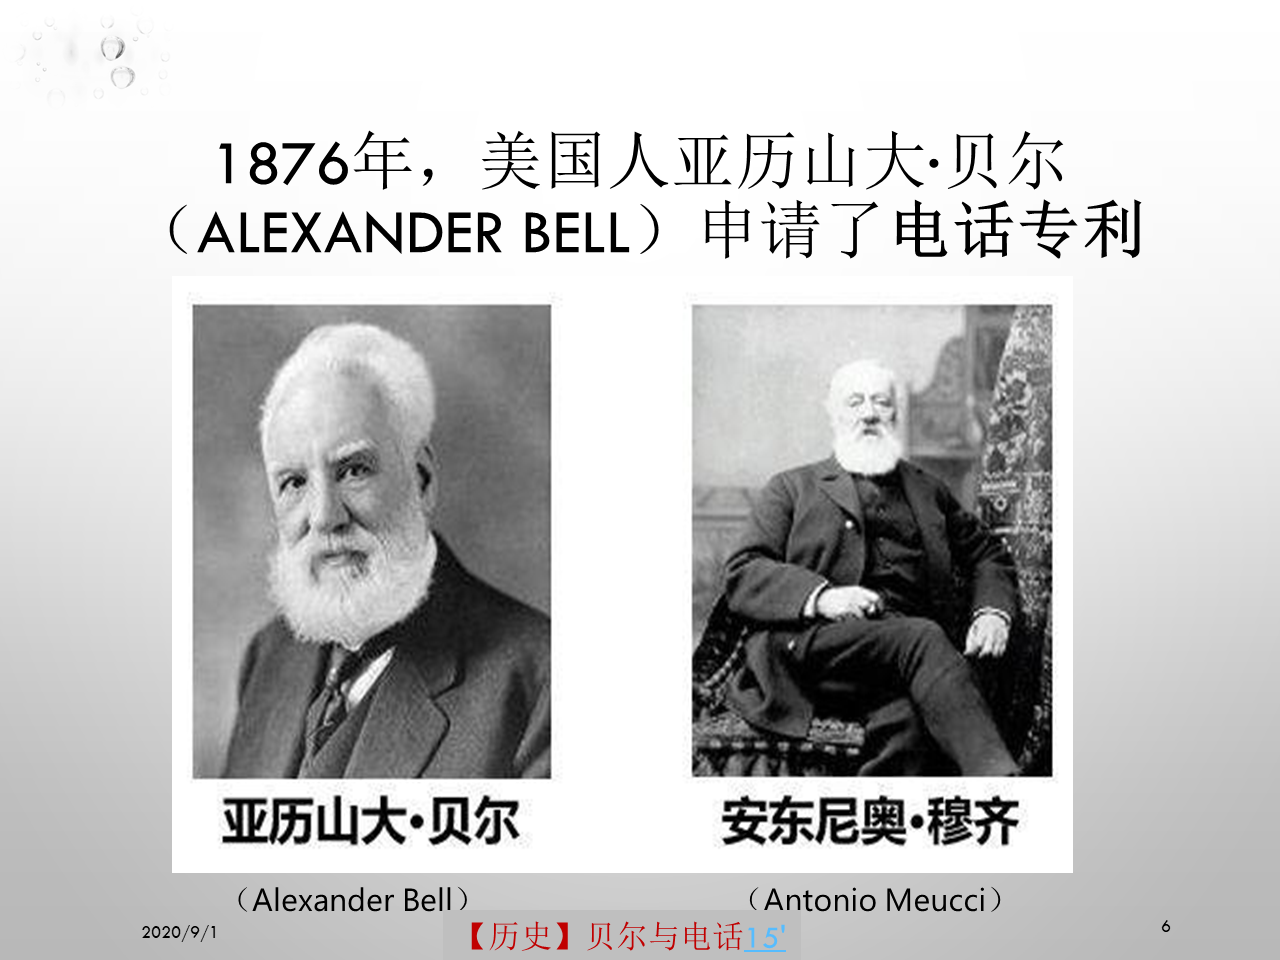 1876年，美国人亚历山大·贝尔
（ALEXANDER BELL）申请了电话专利
亚历山大·贝尔
安东尼奥·穆齐
（Alexander Bell）
（Antonio Meucci）
2020/9/1
【历史】贝尔与电话15'
6